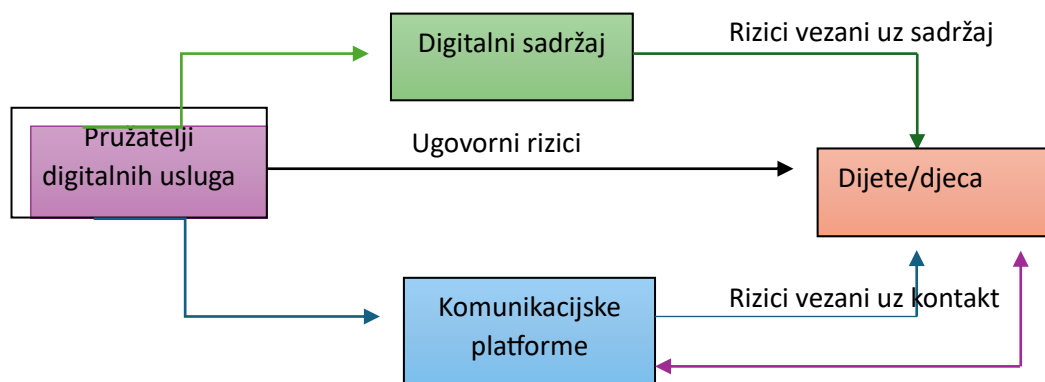 Digitalni sadržaj
Rizici vezani uz sadržaj
Pružatelji
digitalnih usluga
Ugovorni rizici
Dijete/djeca
Komunikacijske
platforme
Rizici vezani uz kontakt